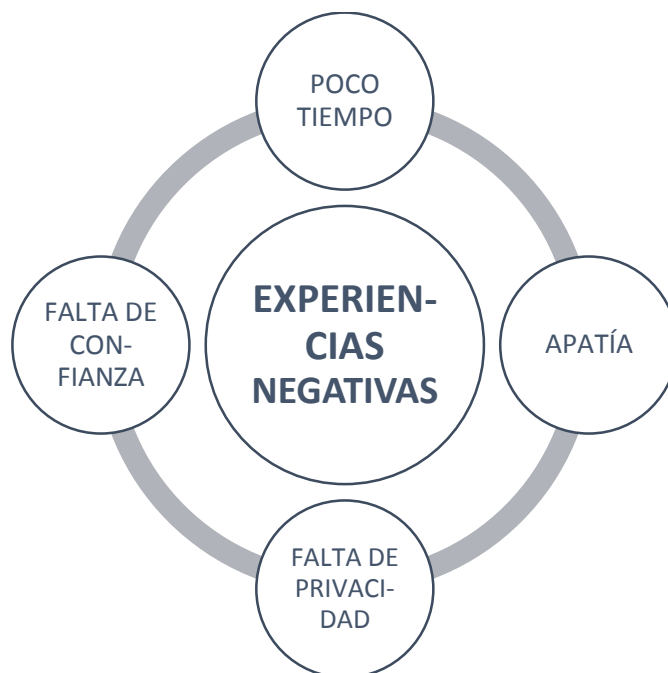 POCO
TIEMPO
FALTA DE
CON-
FIANZA
EXPERIEN-
CIAS
NEGATIVAS
APATÍA
FALTA DE
PRIVACI-
DAD